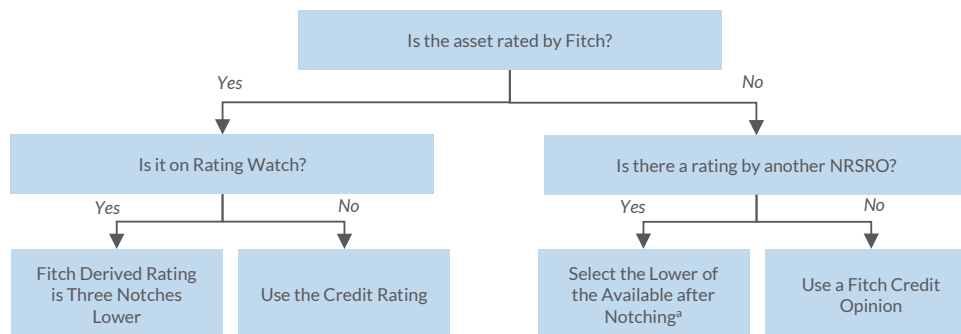 Is the asset rated by Fitch?
Yes
No
Is it on Rating Watch?
Is there a rating by another NRSRO?
Yes
No
Yes
No
Fitch Derived Rating
is Three Notches
Lower
Use the Credit Rating
Select the Lower of
the Available after
Notchingᵃ
Use a Fitch Credit
Opinion